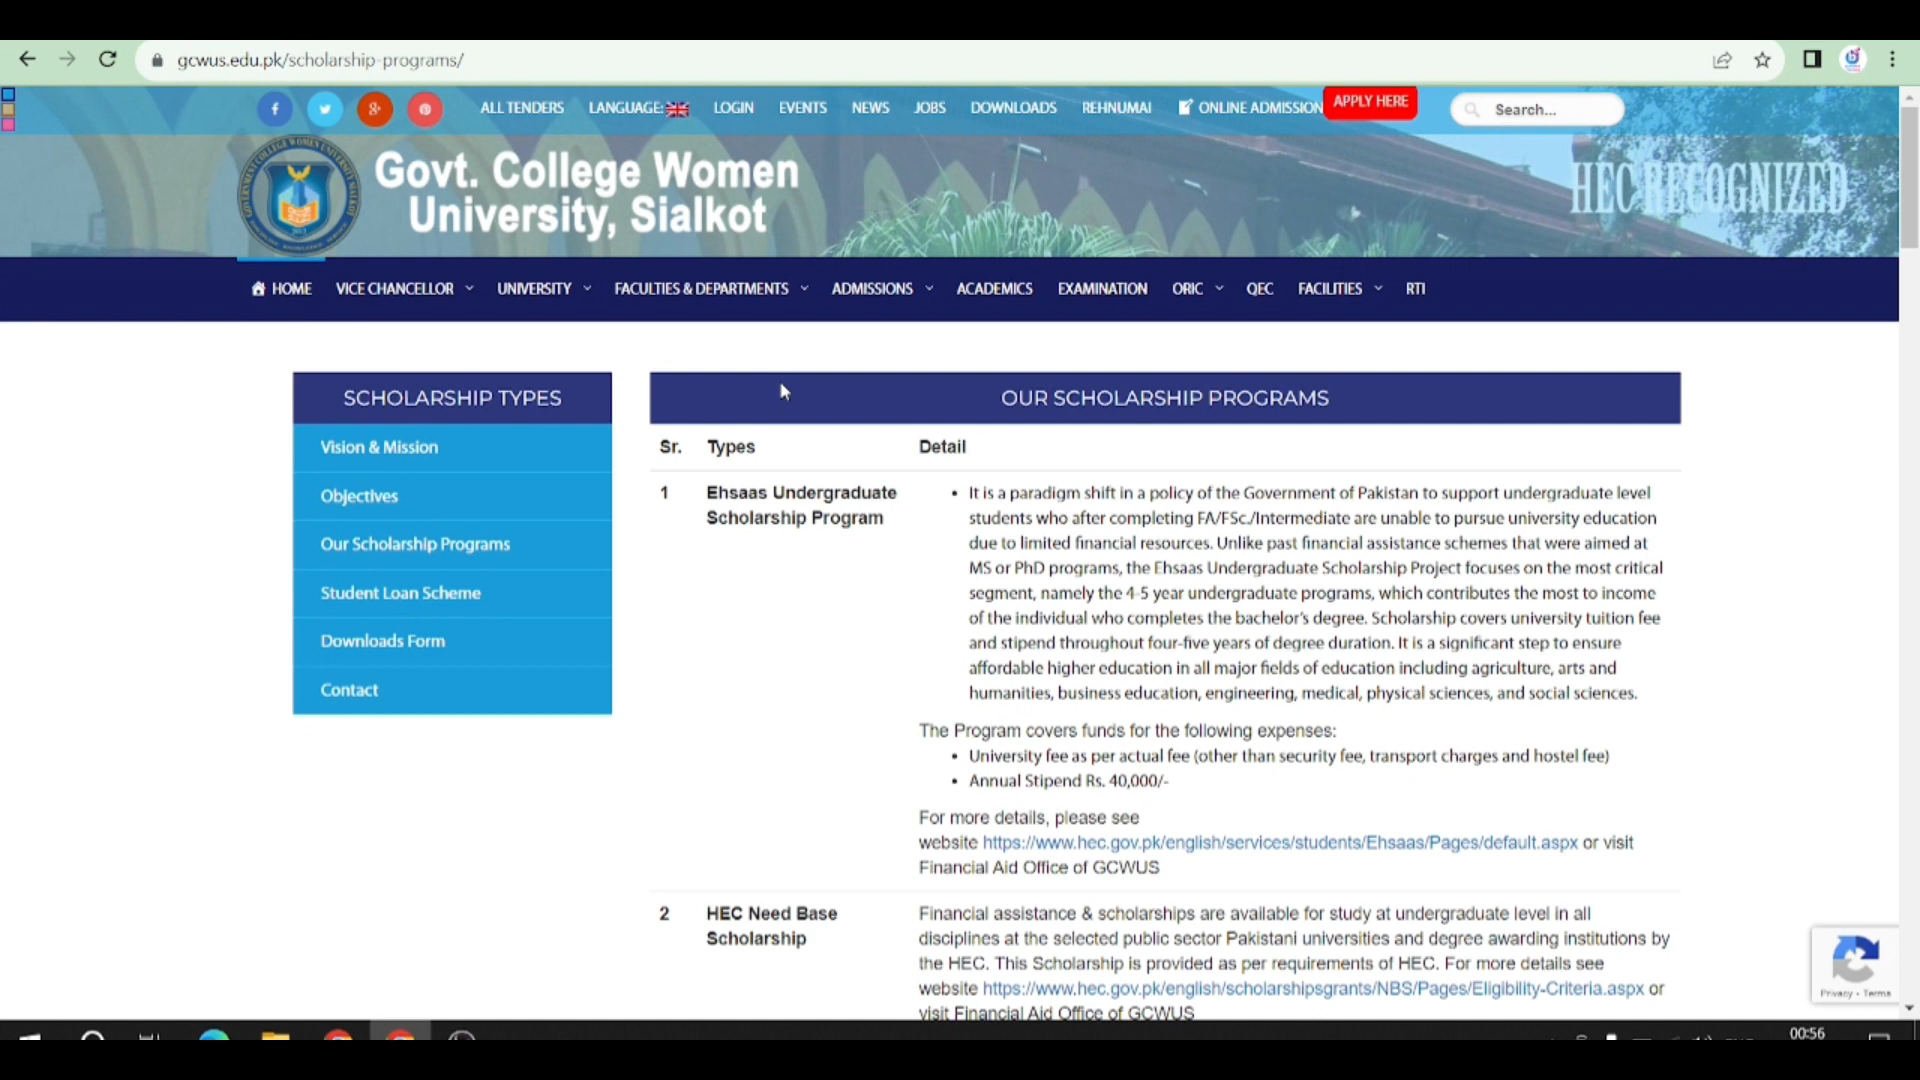 gcwus.edu.pk/scholarship-programs/
ALL TENDERS LANGUAGE: LOGIN EVENTS NEWS JOBS DOWNLOADS REHNUMAI ONLINE ADMISSION APPLY HERE Search...
Govt. College Women
University, Sialkot
HEC RECOGNIZED
HOME VICE CHANCELLOR UNIVERSITY FACULTIES & DEPARTMENTS ADMISSIONS ACADEMICS EXAMINATION ORIC QEC FACILITIES RTI
SCHOLARSHIP TYPES
Vision & Mission
Objectives
Our Scholarship Programs
Student Loan Scheme
Downloads Form
Contact
OUR SCHOLARSHIP PROGRAMS
Sr. Types Detail
1 Ehsaas Undergraduate
Scholarship Program
• It is a paradigm shift in a policy of the Government of Pakistan to support undergraduate level
students who after completing FA/FSc./Intermediate are unable to pursue university education
due to limited financial resources. Unlike past financial assistance schemes that were aimed at
MS or PhD programs, the Ehsaas Undergraduate Scholarship Project focuses on the most critical
segment, namely the 4-5 year undergraduate programs, which contributes the most to income
of the individual who completes the bachelor's degree. Scholarship covers university tuition fee
and stipend throughout four-five years of degree duration. It is a significant step to ensure
affordable higher education in all major fields of education including agriculture, arts and
humanities, business education, engineering, medical, physical sciences, and social sciences.
The Program covers funds for the following expenses:
• University fee as per actual fee (other than security fee, transport charges and hostel fee)
• Annual Stipend Rs. 40,000/-
For more details, please see
website https://www.hec.gov.pk/english/services/students/Ehsaas/Pages/default.aspx or visit
Financial Aid Office of GCWUS
2 HEC Need Base
Scholarship
Financial assistance & scholarships are available for study at undergraduate level in all
disciplines at the selected public sector Pakistani universities and degree awarding institutions by
the HEC. This Scholarship is provided as per requirements of HEC. For more details see
website https://www.hec.gov.pk/english/scholarshipsgrants/NBS/Pages/Eligibility-Criteria.aspx or
visit Financial Aid Office of GCWUS
Privacy - Terms
00:56